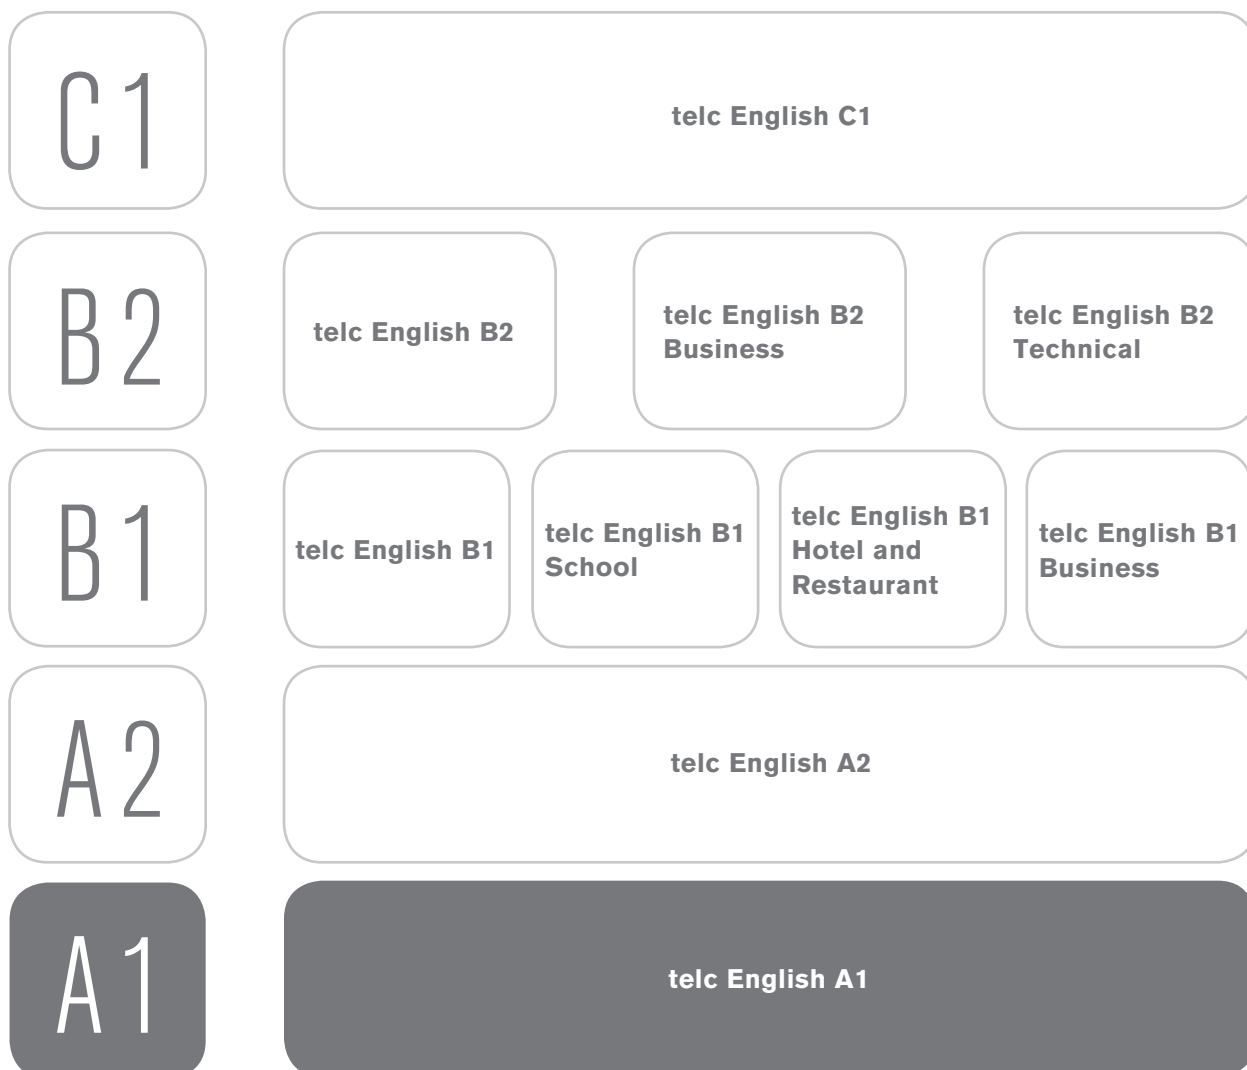 C1
telc English C1
B2
telc English B2
telc English B2
Business
telc English B2
Technical
B1
telc English B1
telc English B1
School
telc English B1
Hotel and
Restaurant
telc English B1
Business
A2
telc English A2
A1
telc English A1